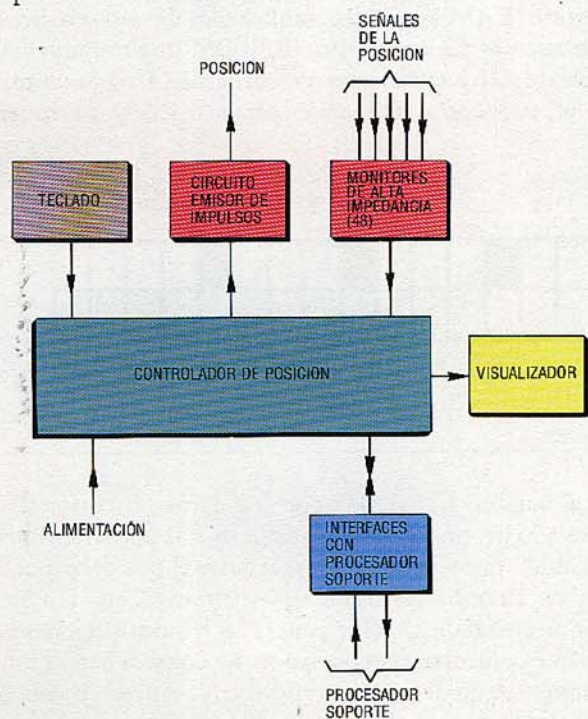 SEÑALES
DE LA
POSICION
POSICION
TECLADO
CIRCUITO
EMISOR DE
IMPULSOS
MONITORES
DE ALTA
IMPEDANCIA
(48)
CONTROLADOR DE POSICION
VISUALIZADOR
ALIMENTACIÓN
INTERFACES
CON
PROCESADOR
SOPORTE
PROCESADOR
SOPORTE